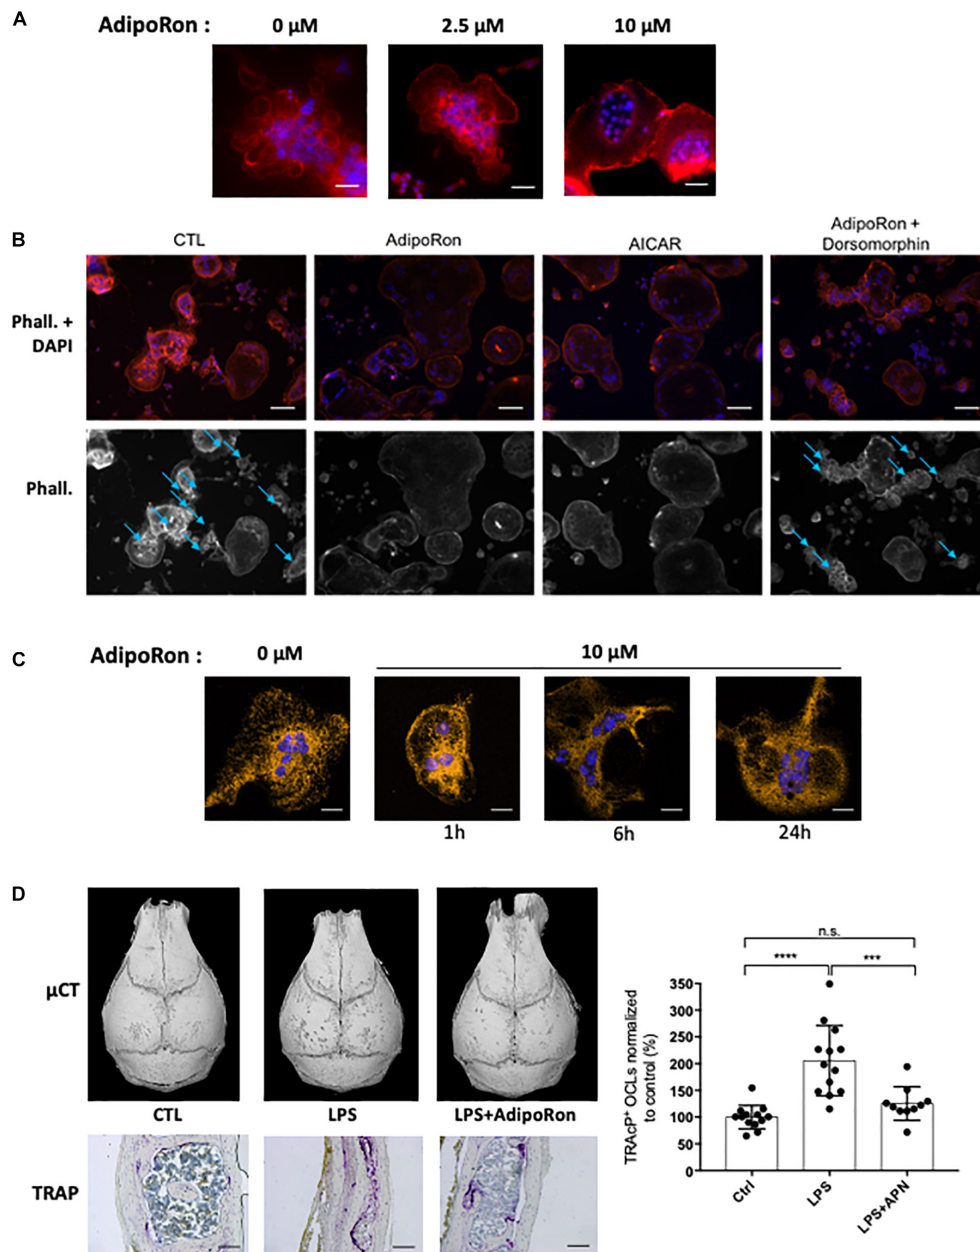 A
AdipoRon :
0 µM
2.5 µM
10 µM
B
CTL
AdipoRon
AICAR
AdipoRon +
Dorsomorphin
Phall. +
DAPI
Phall.
C
AdipoRon :
0 µM
10 µM
1h
6h
24h
D
µCT
CTL
LPS
LPS+AdipoRon
TRAP
n.s.
****
***
TRAcP⁺ OCLs normalized
to control (%)
350
300
250
200
150
100
50
0
Ctrl
LPS
LPS+APN